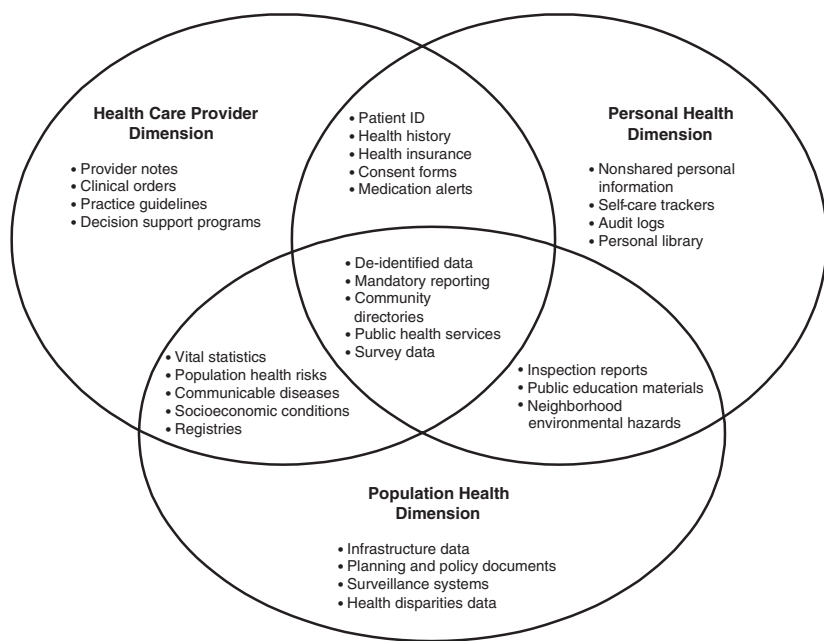 Health Care Provider
Dimension
• Provider notes
• Clinical orders
• Practice guidelines
• Decision support programs
• Patient ID
• Health history
• Health insurance
• Consent forms
• Medication alerts
Personal Health
Dimension
• Nonshared personal
information
• Self-care trackers
• Audit logs
• Personal library
• De-identified data
• Mandatory reporting
• Community
directories
• Public health services
• Survey data
• Vital statistics
• Population health risks
• Communicable diseases
• Socioeconomic conditions
• Registries
• Inspection reports
• Public education materials
• Neighborhood
environmental hazards
Population Health
Dimension
• Infrastructure data
• Planning and policy documents
• Surveillance systems
• Health disparities data